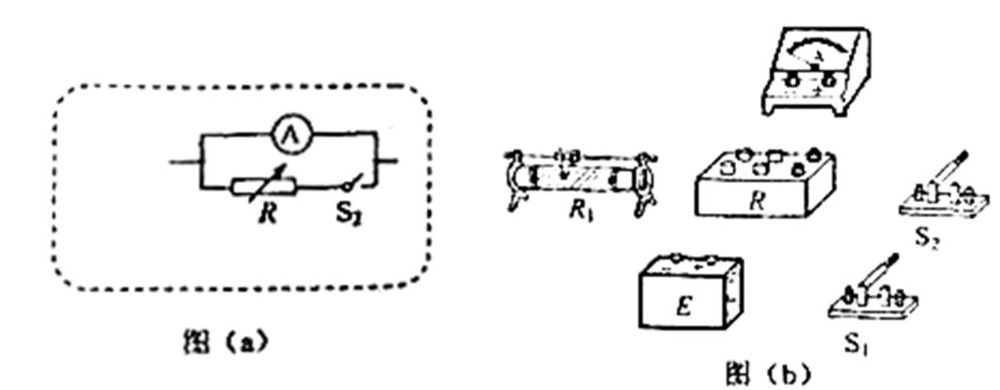 A
R
S₂
图（a）
A
R₁
R
S₂
E
S₁
图（b）